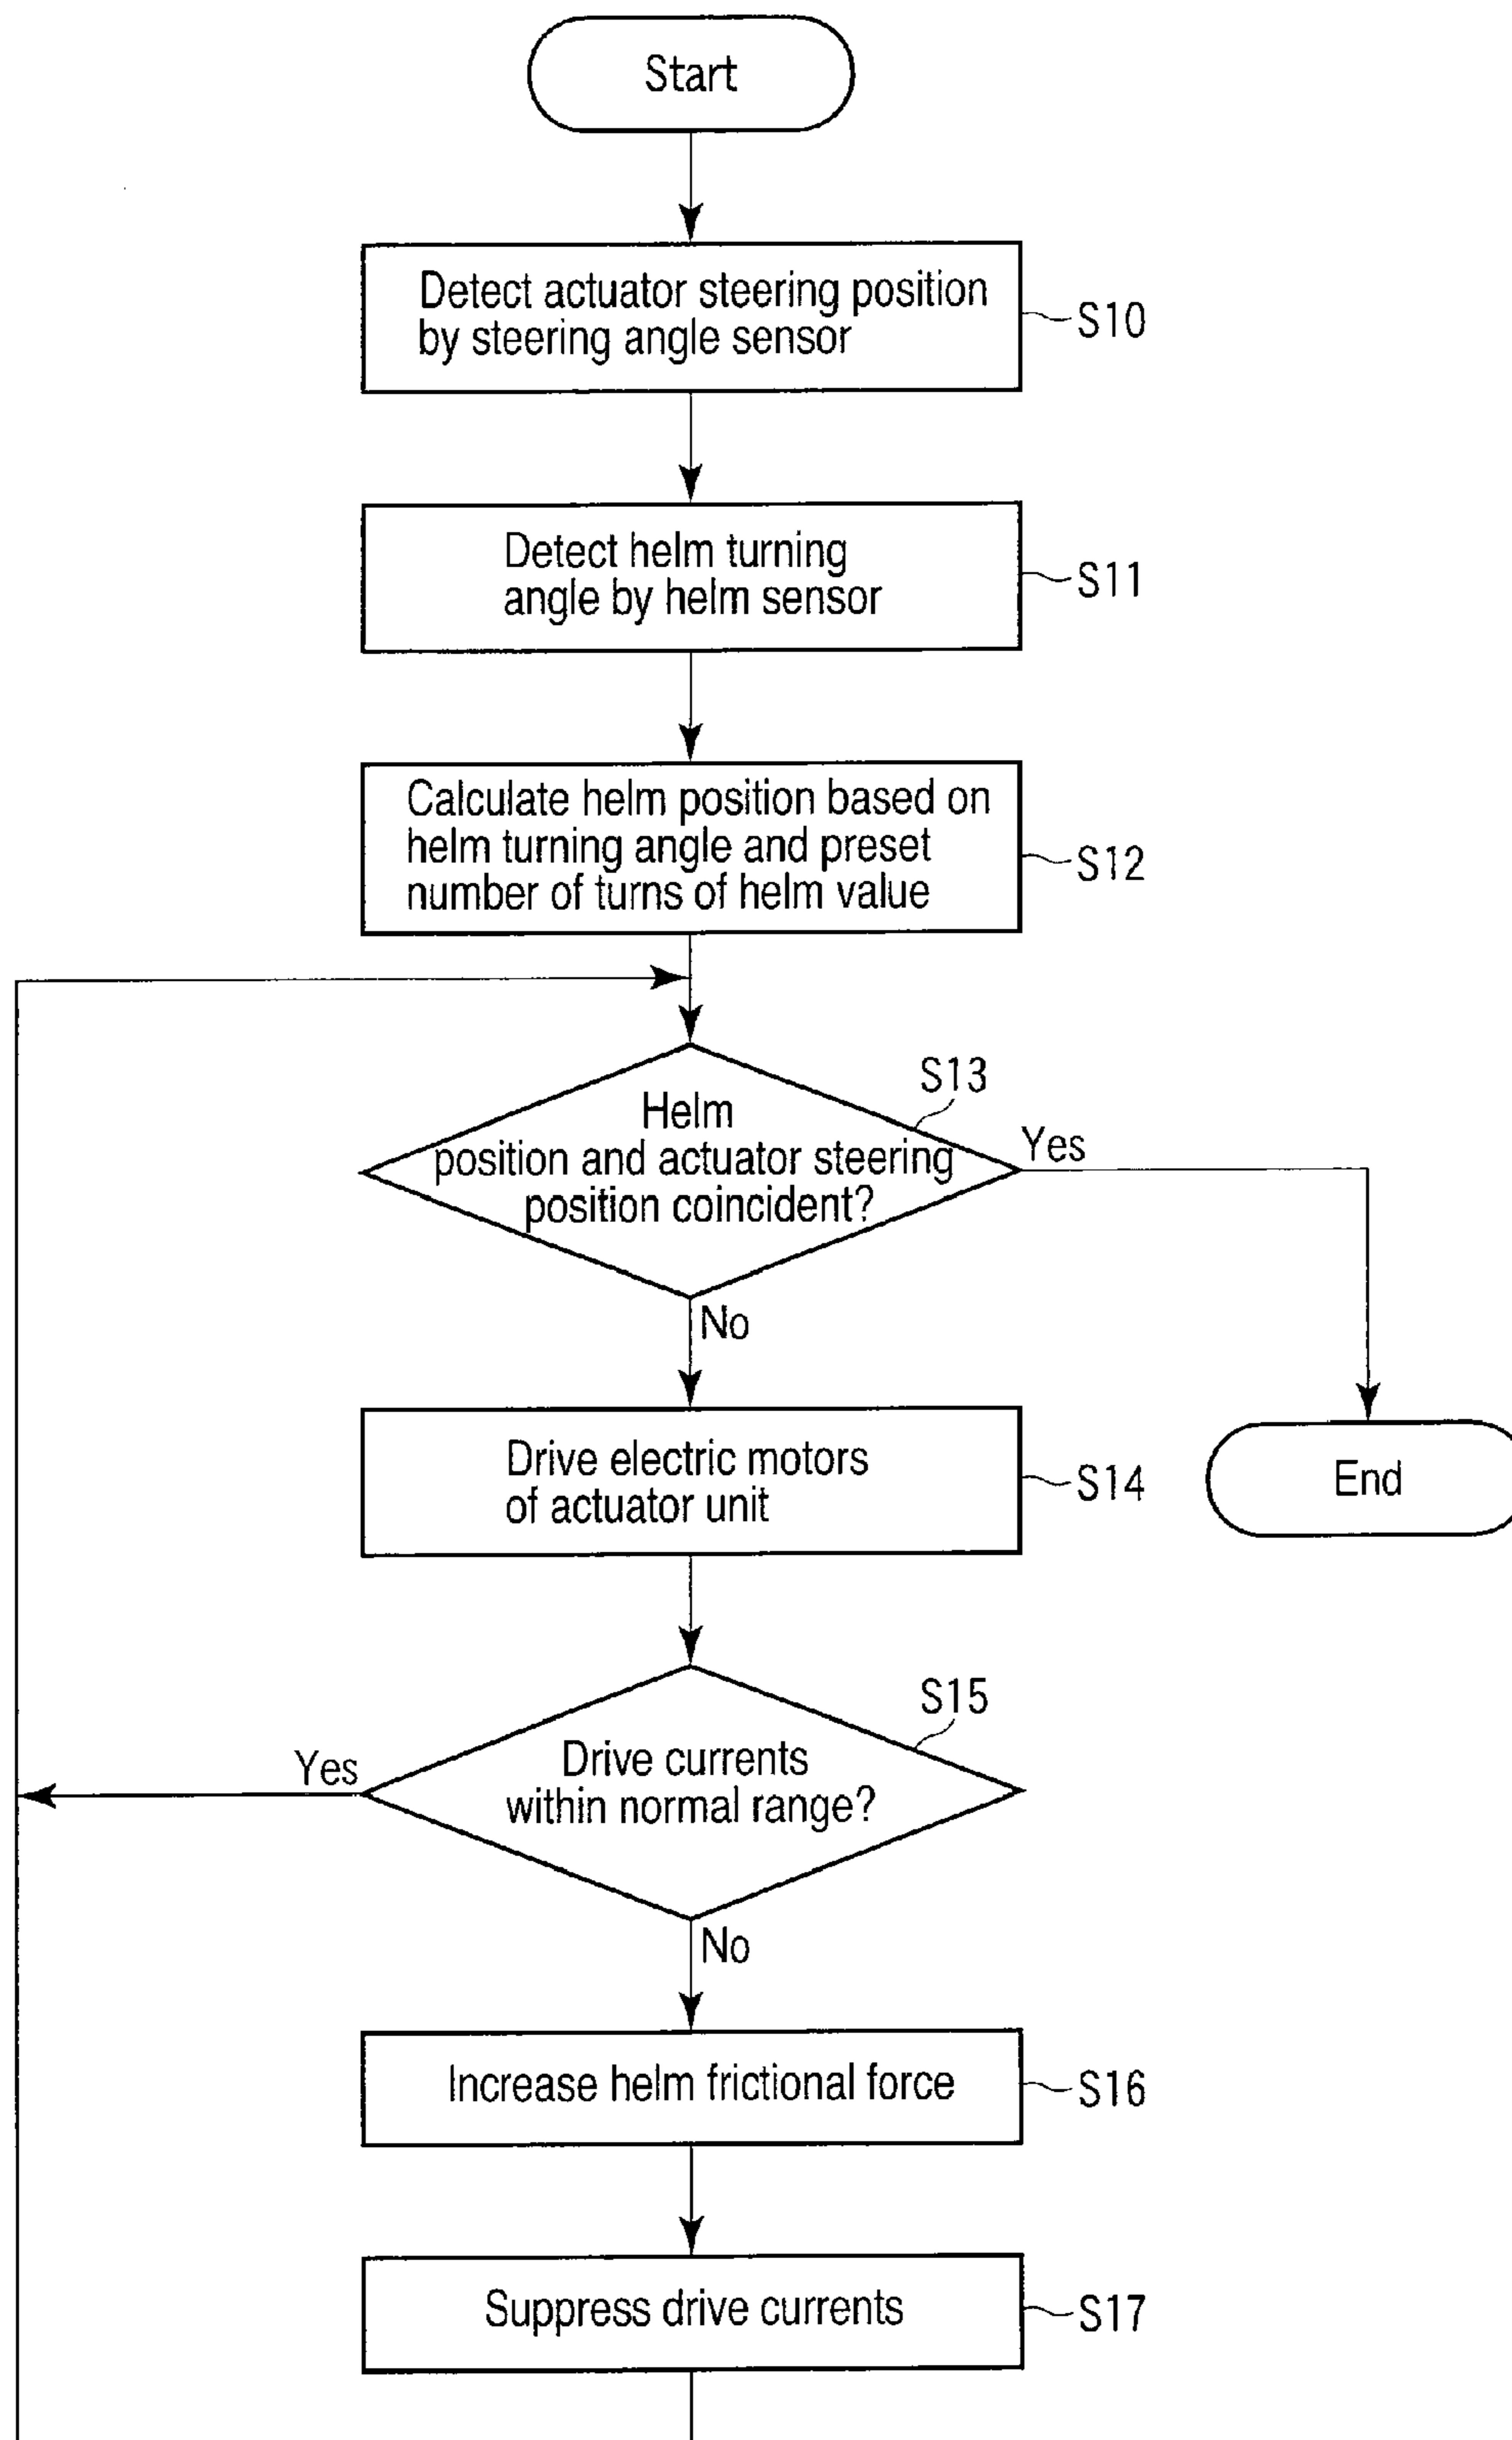 Start
Detect actuator steering position
by steering angle sensor
S10
Detect helm turning
angle by helm sensor
S11
Calculate helm position based on
helm turning angle and preset
number of turns of helm value
S12
S13
Helm
position and actuator steering
position coincident?
Yes
No
Drive electric motors
of actuator unit
S14
End
S15
Drive currents
within normal range?
Yes
No
Increase helm frictional force
S16
Suppress drive currents
S17